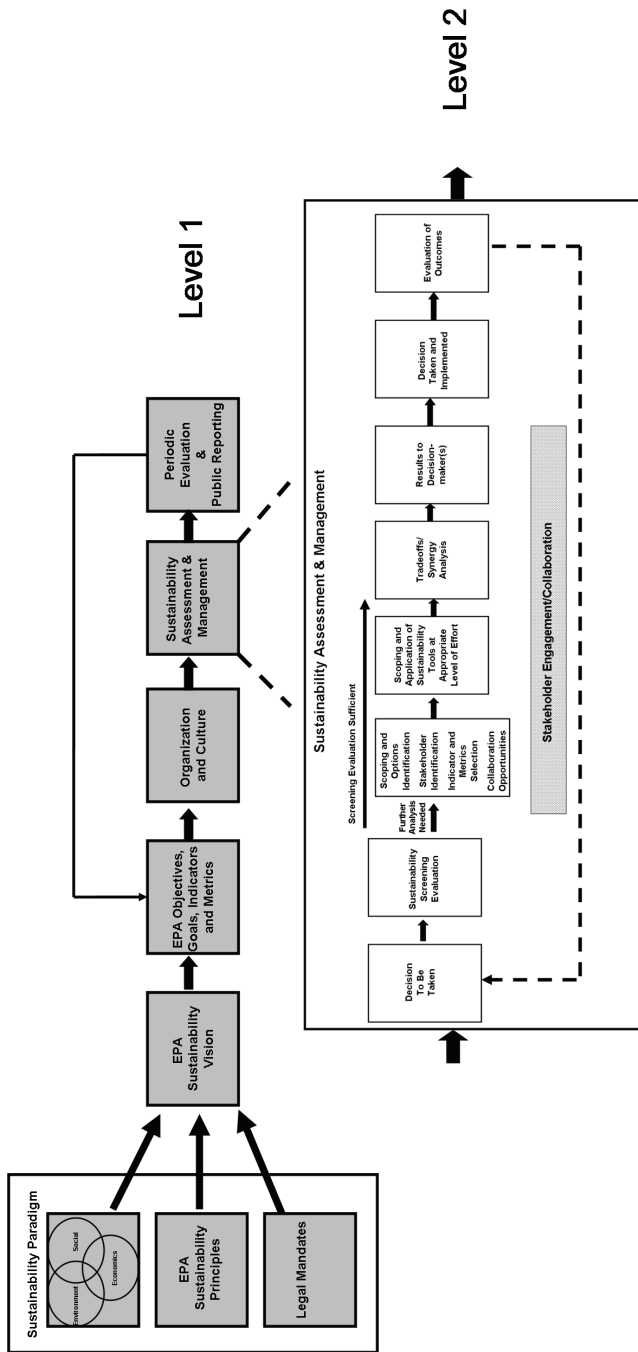 Sustainability Paradigm
Environment
Social
Economics
EPA
Sustainability
Principles
Legal Mandates
EPA
Sustainability
Vision
EPA Objectives,
Goals, Indicators
and Metrics
Organization
and Culture
Sustainability
Assessment &
Management
Periodic
Evaluation
&
Public Reporting
Level 1
Sustainability Assessment & Management
Decision
To Be
Taken
Sustainability
Screening
Evaluation
Further
Analysis
Needed
Screening Evaluation Sufficient
Scoping and
Options
Identification
Stakeholder
Identification
Indicator and
Metrics
Selection
Collaboration
Opportunities
Scoping and
Application of
Sustainability
Tools at
Appropriate
Level of Effort
Tradeoffs/
Synergy
Analysis
Results to
Decision-
maker(s)
Decision
Taken and
Implemented
Evaluation of
Outcomes
Stakeholder Engagement/Collaboration
Level 2